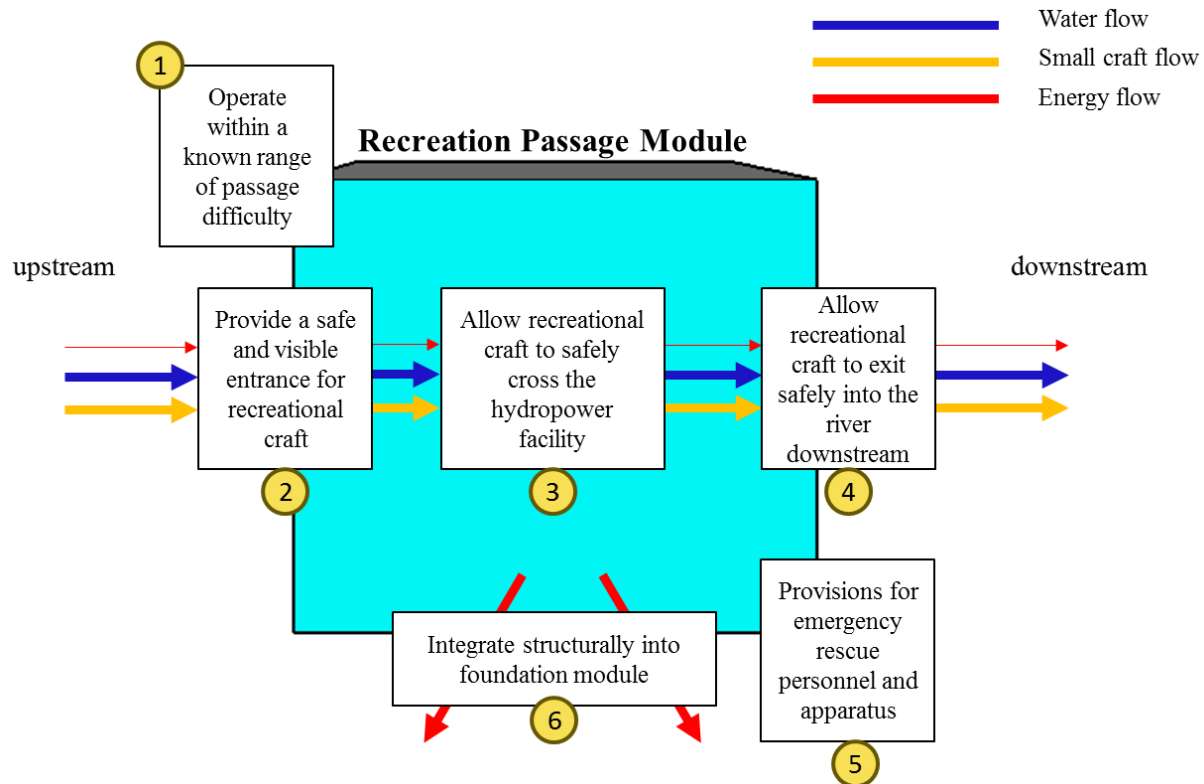 Water flow
Small craft flow
Energy flow
1
Operate
within a
known range
of passage
difficulty
Recreation Passage Module
upstream
downstream
Provide a safe
and visible
entrance for
recreational
craft
2
Allow recreational
craft to safely
cross the
hydropower
facility
3
Allow
recreational
craft to exit
safely into the
river
downstream
4
Provisions for
emergency
rescue
personnel and
apparatus
5
Integrate structurally into
foundation module
6